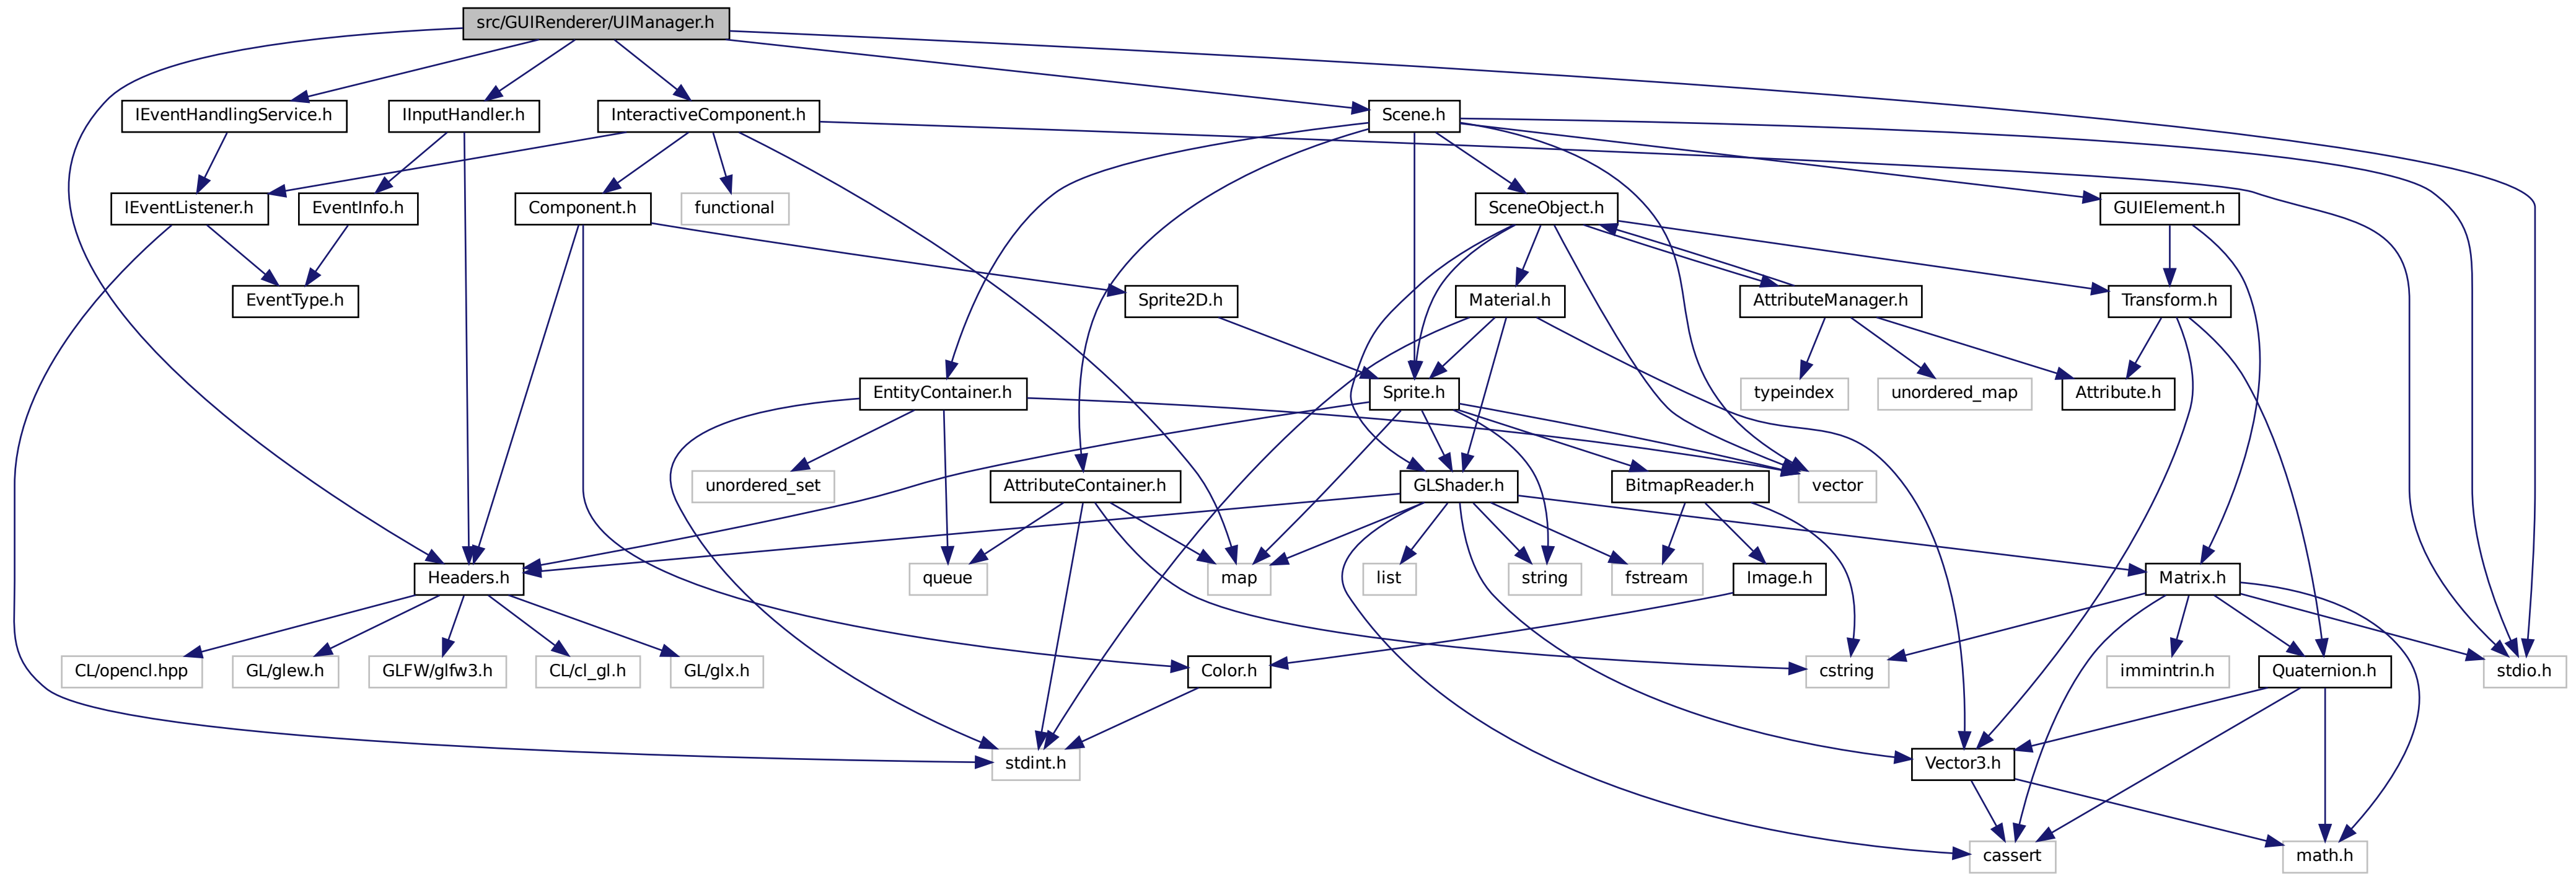 src/GUIRenderer/UIManager.h
IEventHandlingService.h
IInputHandler.h
InteractiveComponent.h
Scene.h
IEventListener.h
EventInfo.h
Component.h
functional
SceneObject.h
GUIElement.h
EventType.h
Sprite2D.h
Material.h
AttributeManager.h
Transform.h
EntityContainer.h
Sprite.h
typeindex
unordered_map
Attribute.h
unordered_set
AttributeContainer.h
GLShader.h
BitmapReader.h
vector
Headers.h
queue
map
list
string
fstream
Image.h
Matrix.h
CL/opencl.hpp
GL/glew.h
GLFW/glfw3.h
CL/cl_gl.h
GL/glx.h
Color.h
cstring
immintrin.h
Quaternion.h
stdio.h
stdint.h
Vector3.h
cassert
math.h